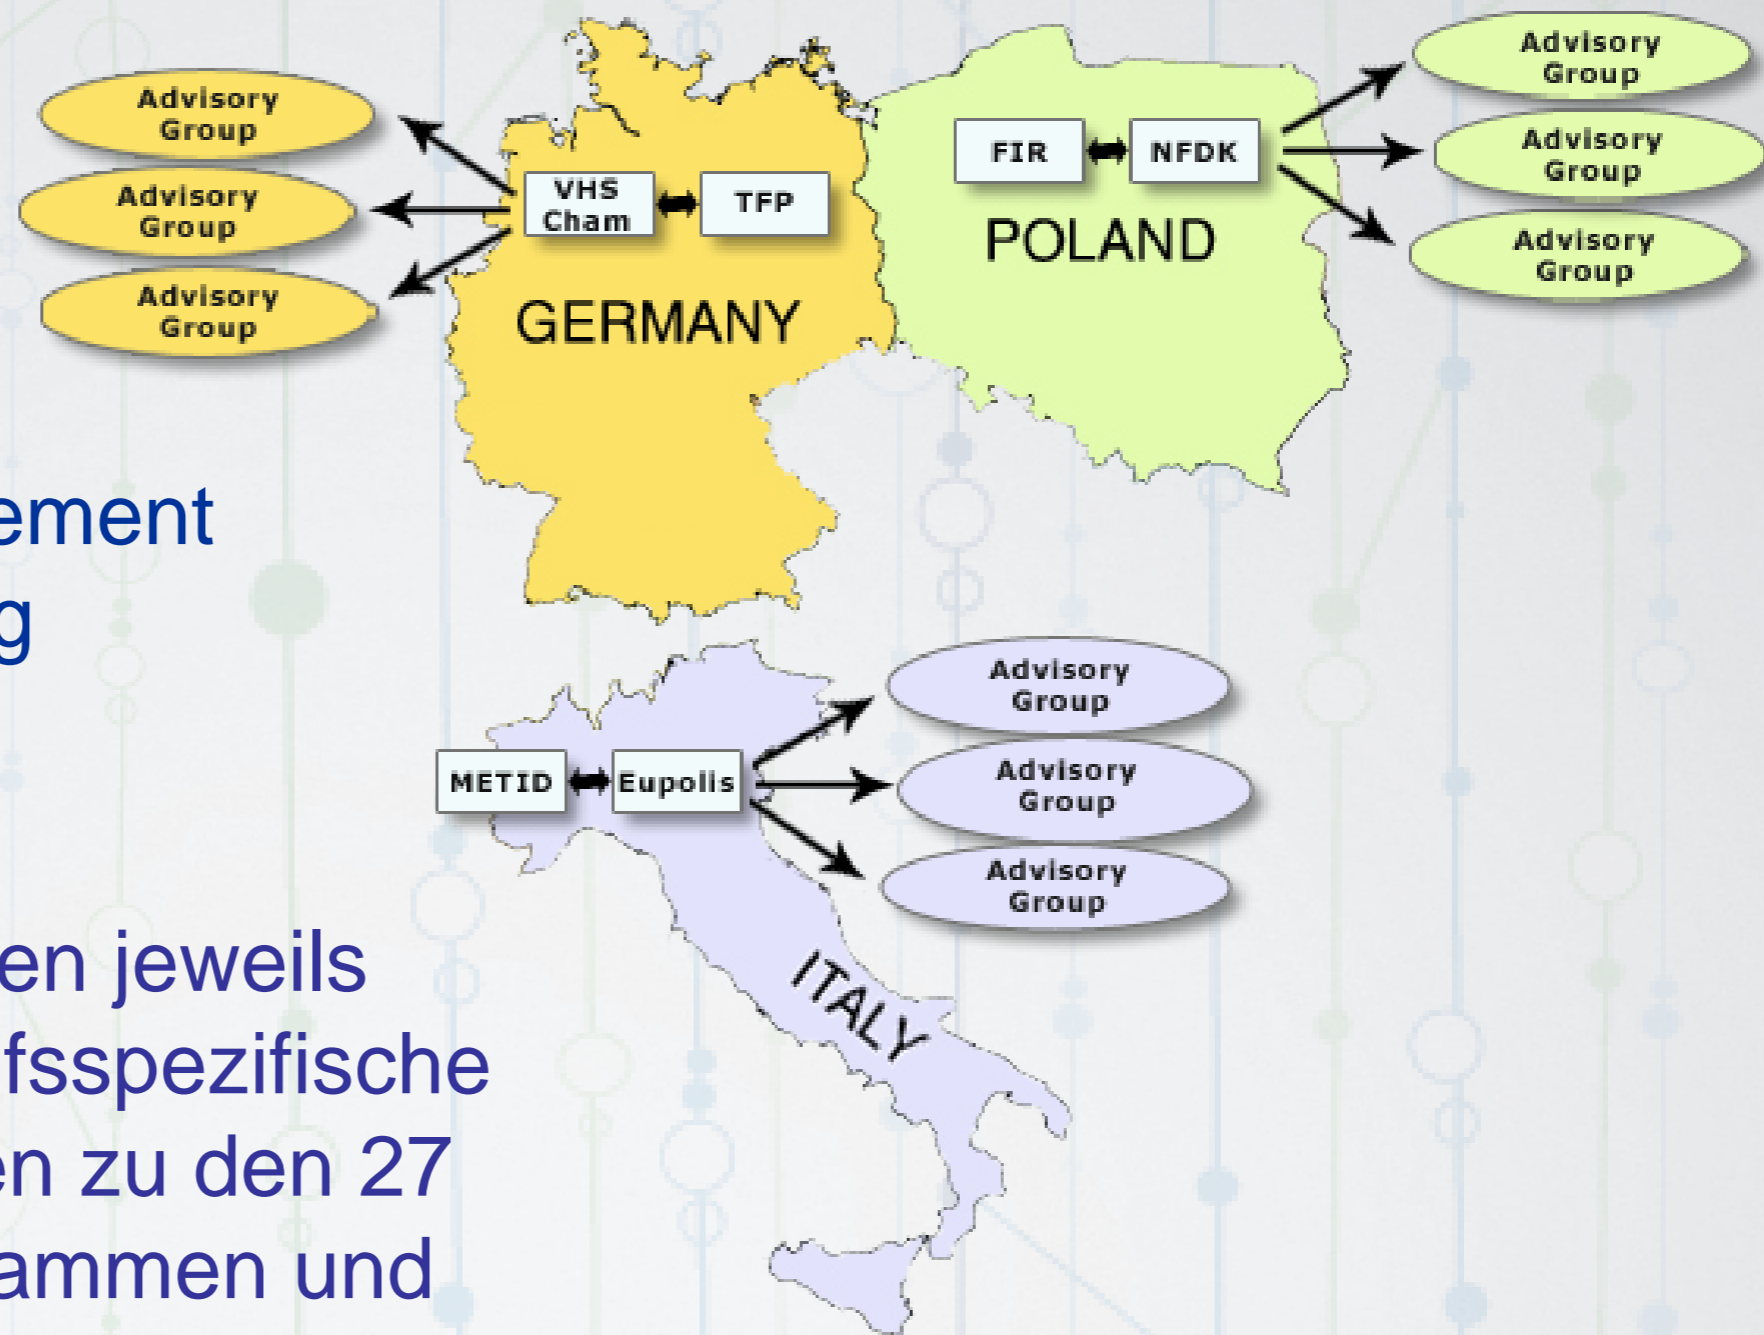 Advisory
Group
Advisory
Group
Advisory
Group
VHS
Cham
TFP
GERMANY
FIR
NFDK
POLAND
Advisory
Group
Advisory
Group
Advisory
Group
ement
g
METID
Eupolis
Advisory
Group
Advisory
Group
Advisory
Group
ITALY
en jeweils
fsspezifische
en zu den 27
ammen und